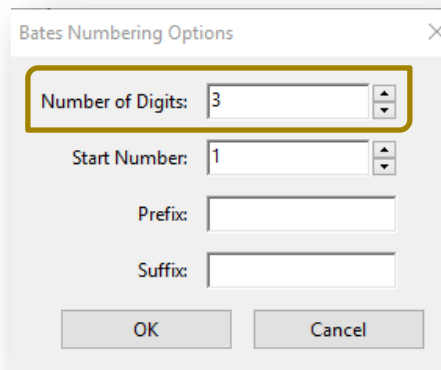 Bates Numbering Options
Number of Digits: 3
Start Number: 1
Prefix:
Suffix:
OK Cancel